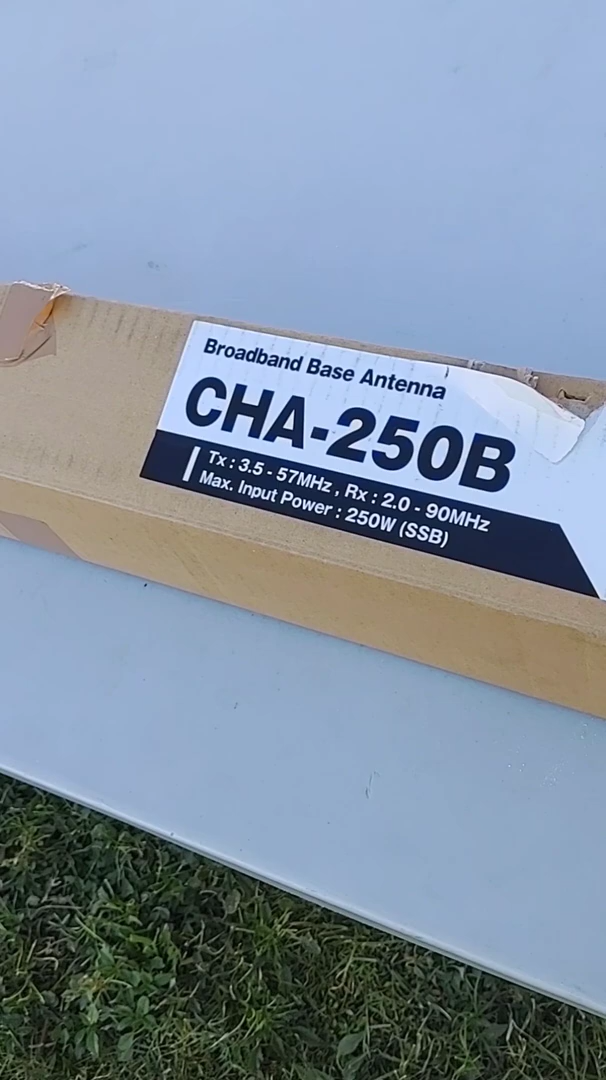 Broadband Base Antenna
CHA-250B
Tx : 3.5 - 57MHz , Rx : 2.0 - 90MHz
Max. Input Power : 250W (SSB)